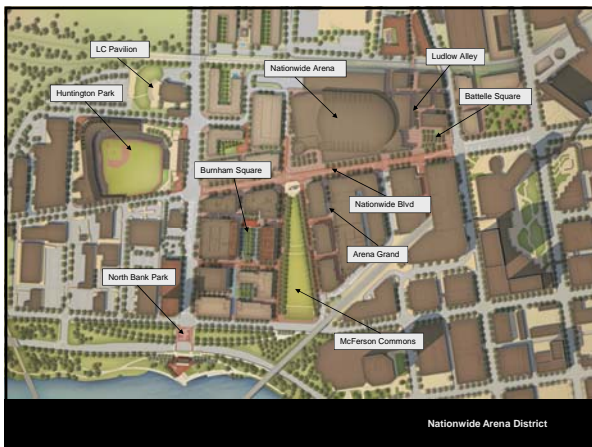 LC Pavilion
Ludlow Alley
Nationwide Arena
Huntington Park
Battelle Square
Burnham Square
Nationwide Blvd
Arena Grand
North Bank Park
McFerson Commons
Nationwide Arena District